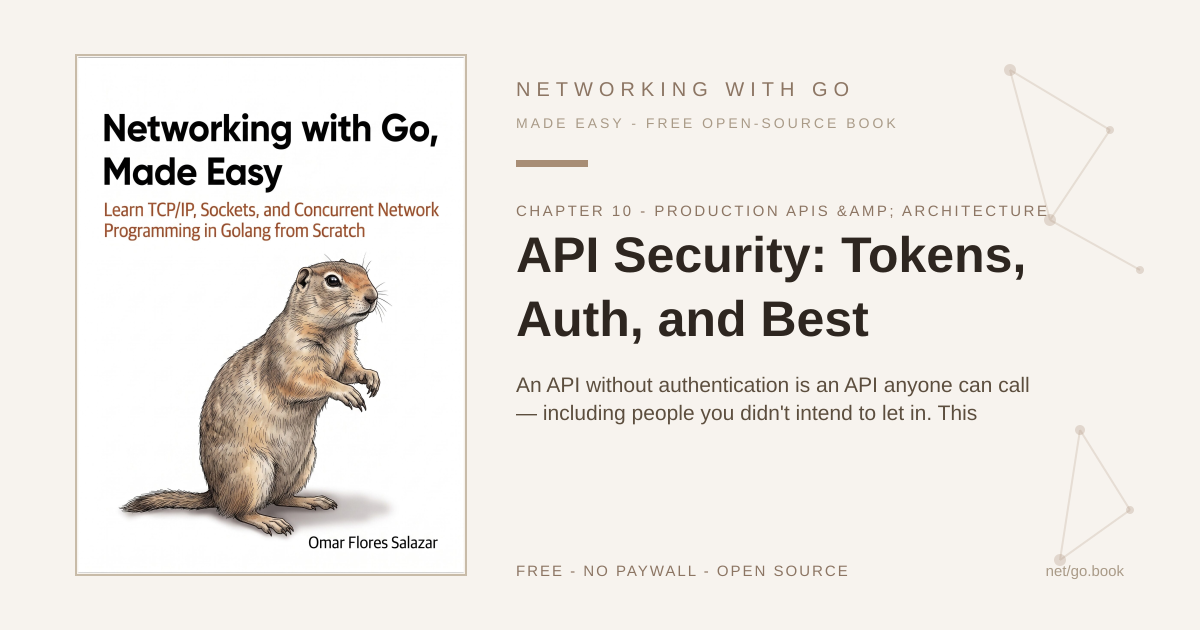 Networking with Go,
Made Easy
Learn TCP/IP, Sockets, and Concurrent Network
Programming in Golang from Scratch
Omar Flores Salazar
NETWORKING WITH GO
MADE EASY - FREE OPEN-SOURCE BOOK
CHAPTER 10 - PRODUCTION APIS &AMP; ARCHITECTURE
API Security: Tokens,
Auth, and Best
An API without authentication is an API anyone can call
— including people you didn't intend to let in. This
FREE - NO PAYWALL - OPEN SOURCE
net/go.book